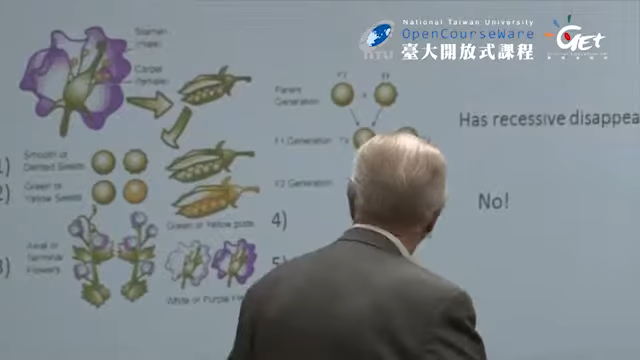 National Taiwan University
OpenCourseWare
臺大開放式課程
NTU
GET
Stamen
(male)
Carpel
(female)
Parent
Generation
Has recessive disappea
F1 Generation
Smooth or
Dented Seeds
1)
Green or
Yellow Seeds
2)
F2 Generation
No!
Green or Yellow pods
4)
Axial or
Terminal
Flowers
3)
White or Purple